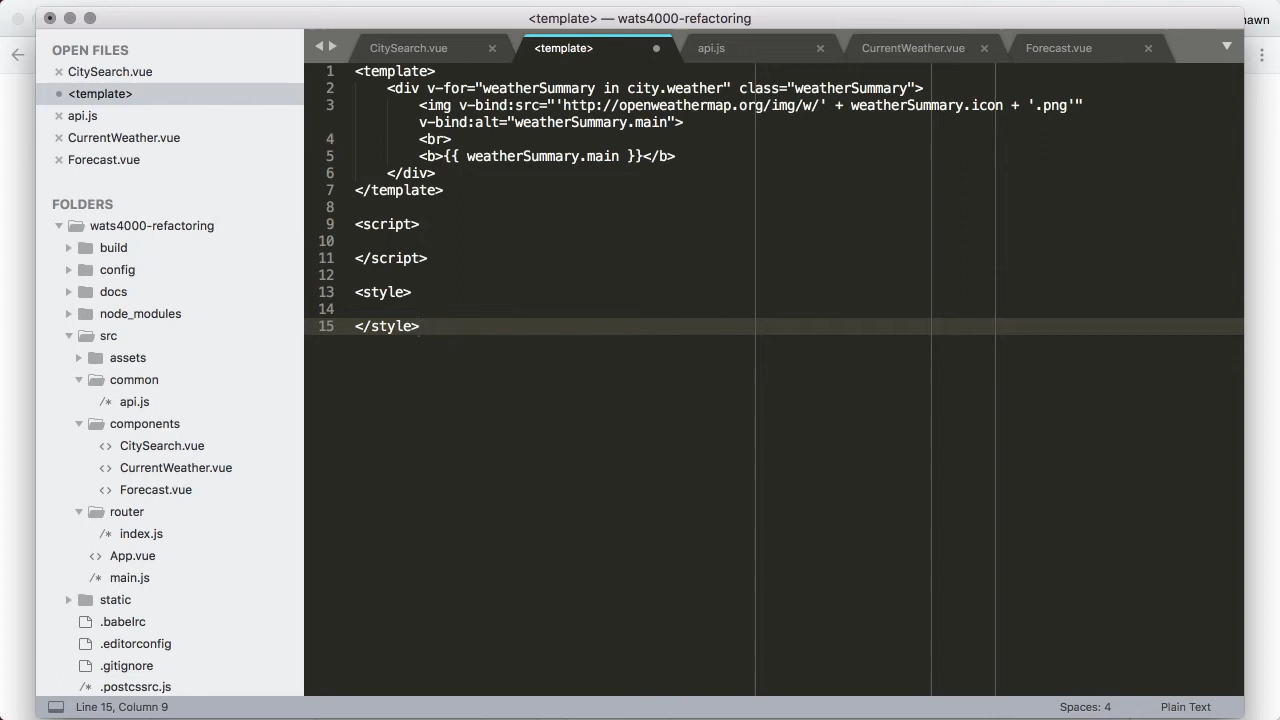 <template> — wats4000-refactoring
awn
OPEN FILES
CitySearch.vue
<template>
api.js
CurrentWeather.vue
Forecast.vue
FOLDERS
wats4000-refactoring
build
config
docs
node_modules
src
assets
common
/* api.js
components
<> CitySearch.vue
<> CurrentWeather.vue
<> Forecast.vue
router
/* index.js
<> App.vue
/* main.js
static
.babelrc
.editorconfig
.gitignore
/* .postcssrc.js
CitySearch.vue <template> api.js CurrentWeather.vue Forecast.vue
1 <template>
2 <div v-for="weatherSummary in city.weather" class="weatherSummary">
3 <img v-bind:src="'http://openweathermap.org/img/w/' + weatherSummary.icon + '.png'"
v-bind:alt="weatherSummary.main">
4 <br>
5 <b>{{ weatherSummary.main }}</b>
6 </div>
7 </template>
8
9 <script>
10
11 </script>
12
13 <style>
14
15 </style>
Line 15, Column 9
Spaces: 4
Plain Text